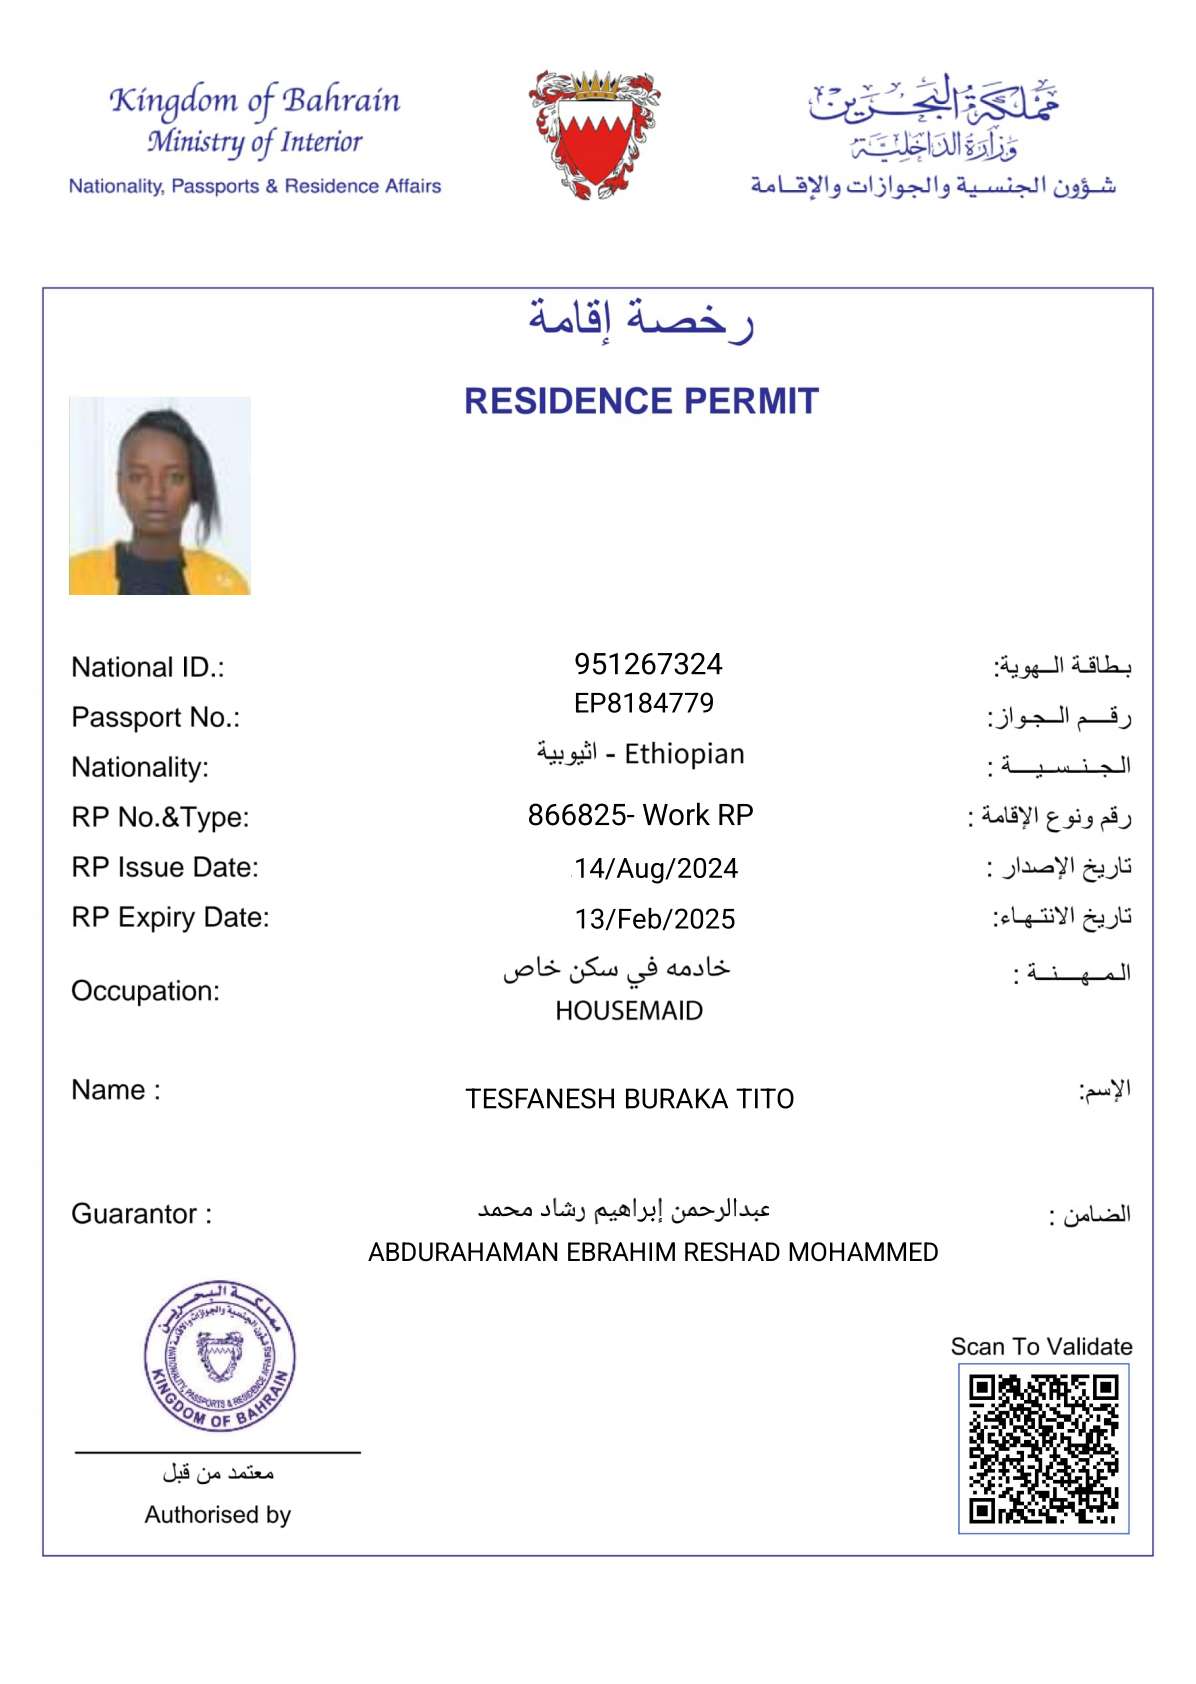 Kingdom of Bahrain
Ministry of Interior
Nationality, Passports & Residence Affairs
مملكة البحرين
وزارة الداخلية
شؤون الجنسية والجوازات والإقامة
رخصة إقامة
RESIDENCE PERMIT
National ID.: 951267324 بطاقة الهوية:
Passport No.: EP8184779 رقم الجواز:
Nationality: اثيوبية - Ethiopian الجنسية :
RP No.&Type: 866825- Work RP رقم ونوع الإقامة :
RP Issue Date: 14/Aug/2024 تاريخ الإصدار :
RP Expiry Date: 13/Feb/2025 تاريخ الانتهاء:
Occupation: خادمه في سكن خاص المهنة :
HOUSEMAID
Name : TESFANESH BURAKA TITO الإسم:
Guarantor : عبدالرحمن إبراهيم رشاد محمد الضامن :
ABDURAHAMAN EBRAHIM RESHAD MOHAMMED
مملكة البحرين
شؤون الجنسية والجوازات والإقامة
NATIONALITY, PASSPORTS & RESIDENCE AFFAIRS
KINGDOM OF BAHRAIN
معتمد من قبل
Authorised by
Scan To Validate